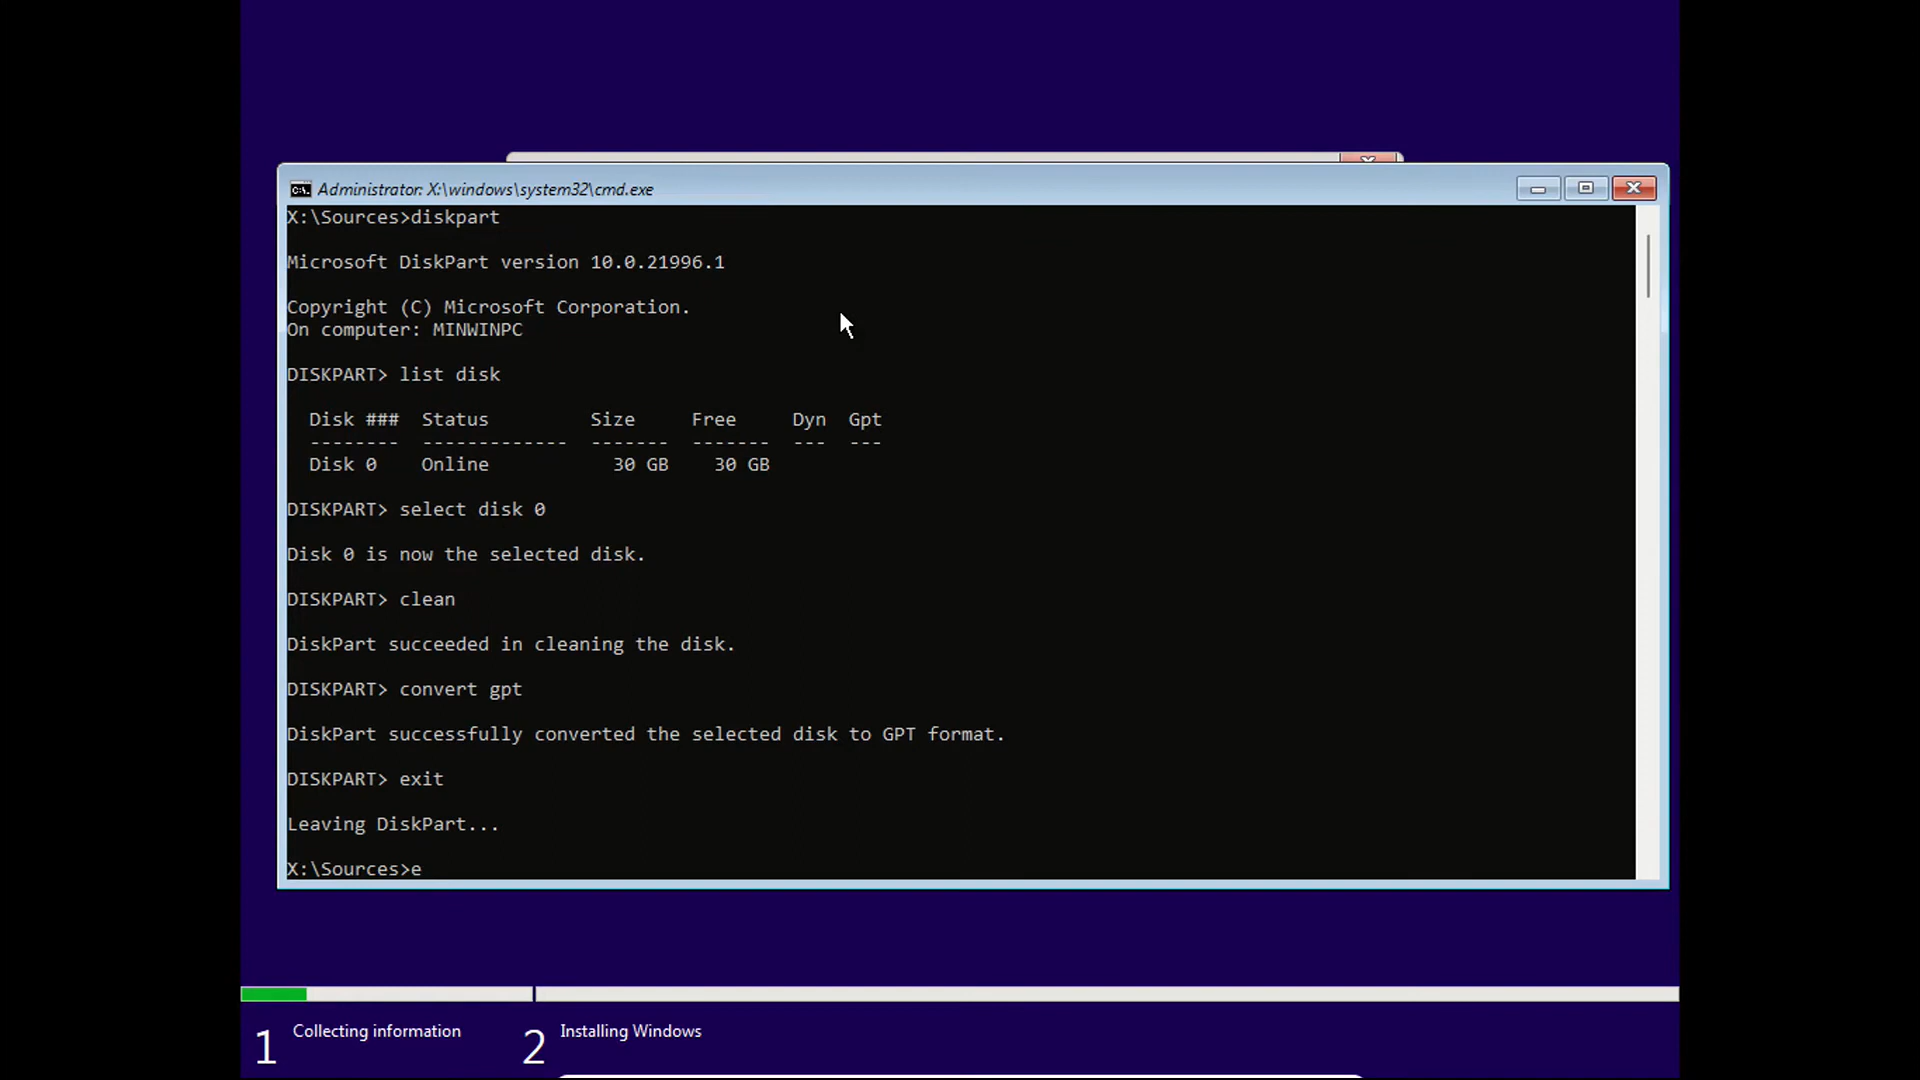 Administrator: X:\windows\system32\cmd.exe
X:\Sources>diskpart
Microsoft DiskPart version 10.0.21996.1
Copyright (C) Microsoft Corporation.
On computer: MINWINPC
DISKPART> list disk
Disk ###  Status         Size     Free     Dyn  Gpt
--------  -------------  -------  -------  ---  ---
Disk 0    Online           30 GB    30 GB
DISKPART> select disk 0
Disk 0 is now the selected disk.
DISKPART> clean
DiskPart succeeded in cleaning the disk.
DISKPART> convert gpt
DiskPart successfully converted the selected disk to GPT format.
DISKPART> exit
Leaving DiskPart...
X:\Sources>e
1 Collecting information
2 Installing Windows